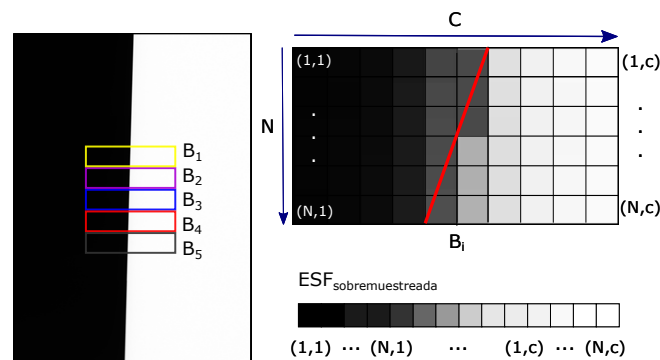 C
(1,1)
(1,c)
N
.
.
.
.
.
.
B1
B2
B3
B4
B5
(N,1)
(N,c)
Bi
ESFsobremuestreada
(1,1) ... (N,1) ... (1,c) ... (N,c)